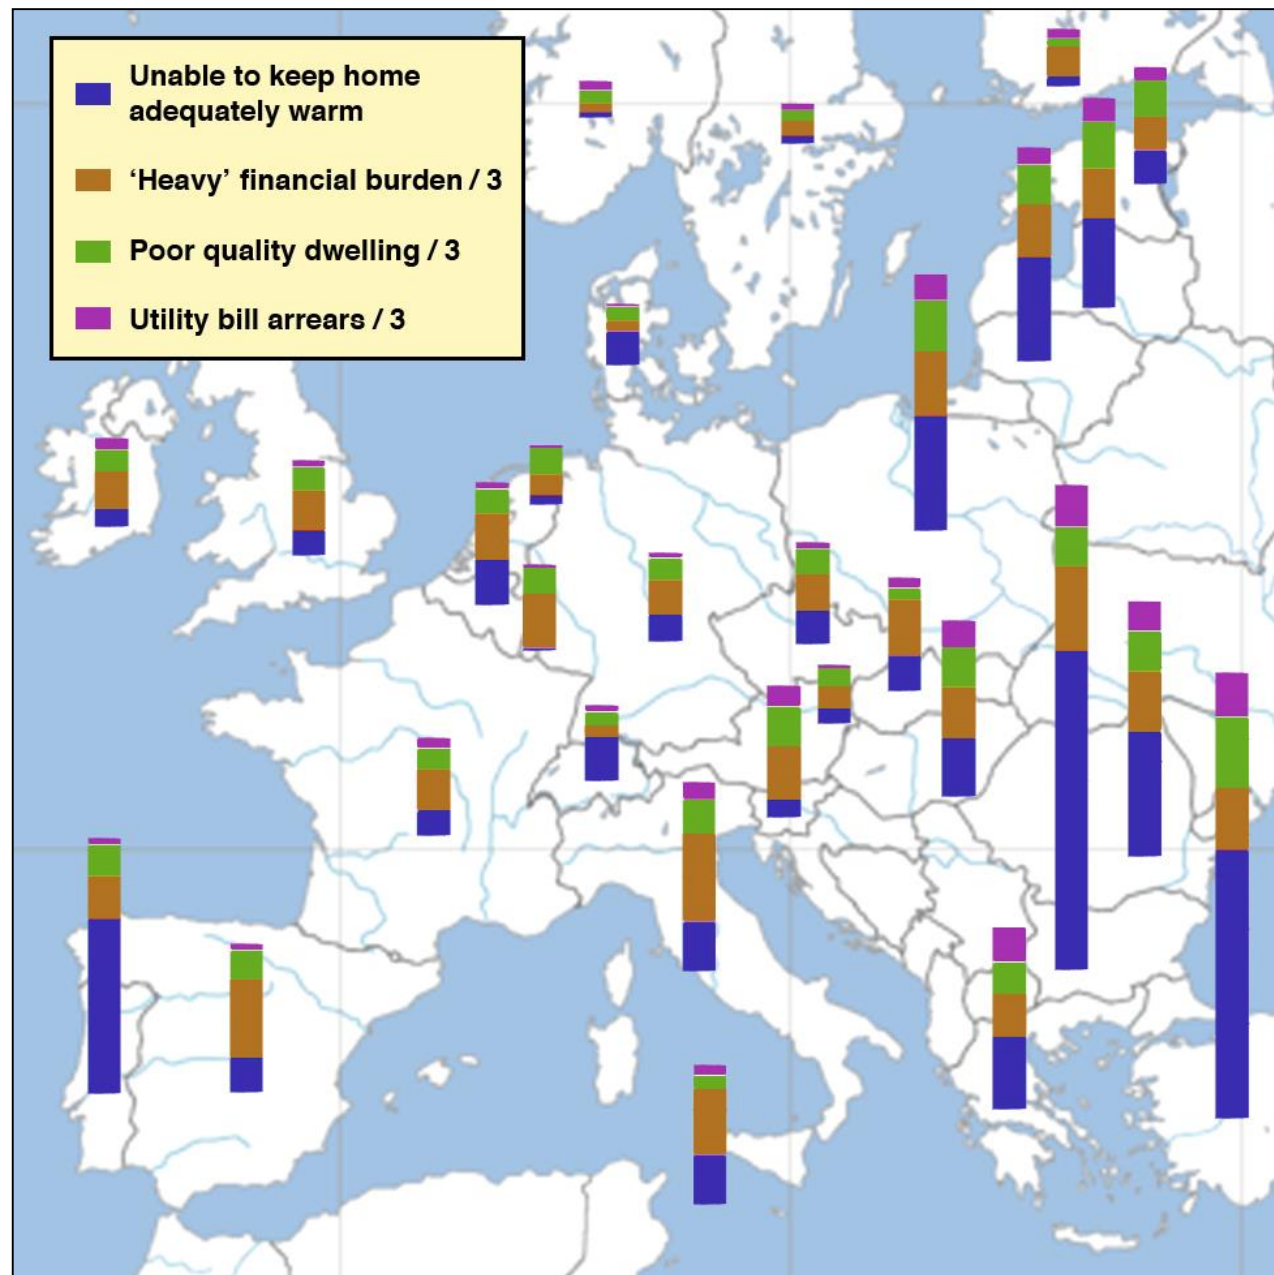 Unable to keep home
adequately warm
‘Heavy’ financial burden / 3
Poor quality dwelling / 3
Utility bill arrears / 3